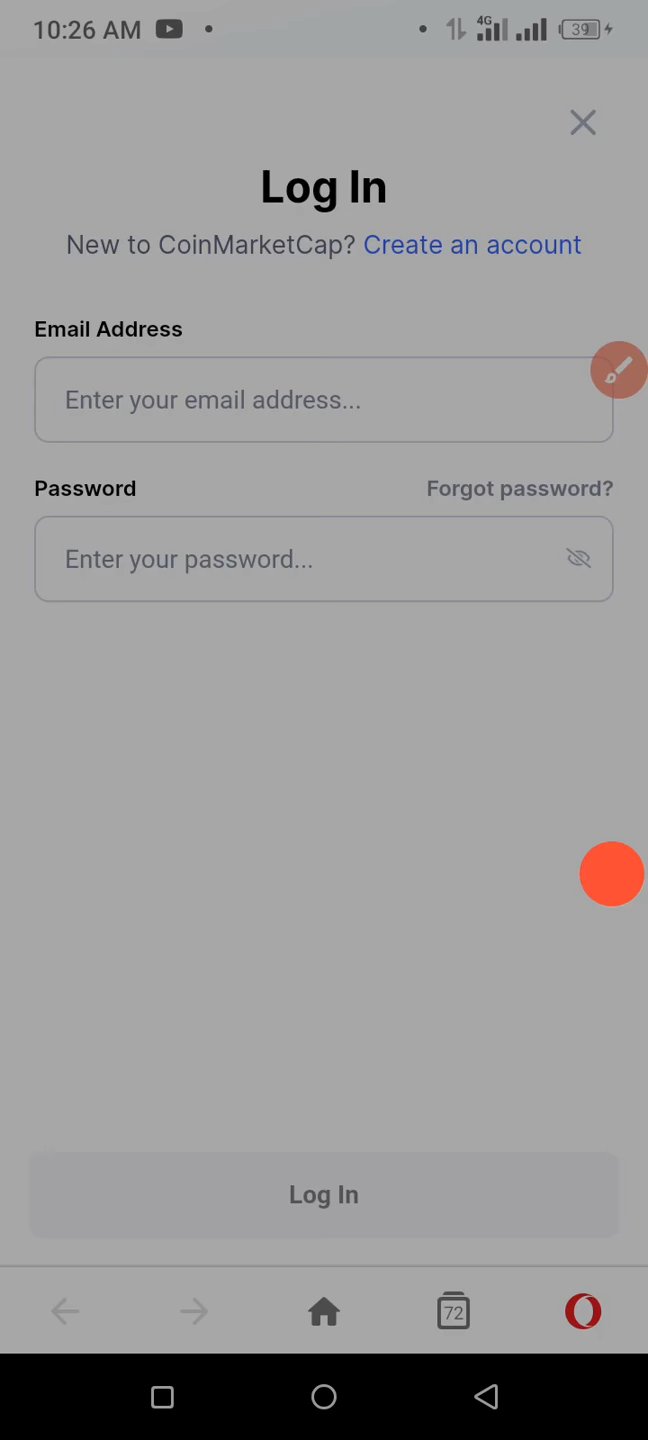 10:26 AM
4G
39
Log In
New to CoinMarketCap? Create an account
Email Address
Enter your email address...
Password Forgot password?
Enter your password...
Log In
72